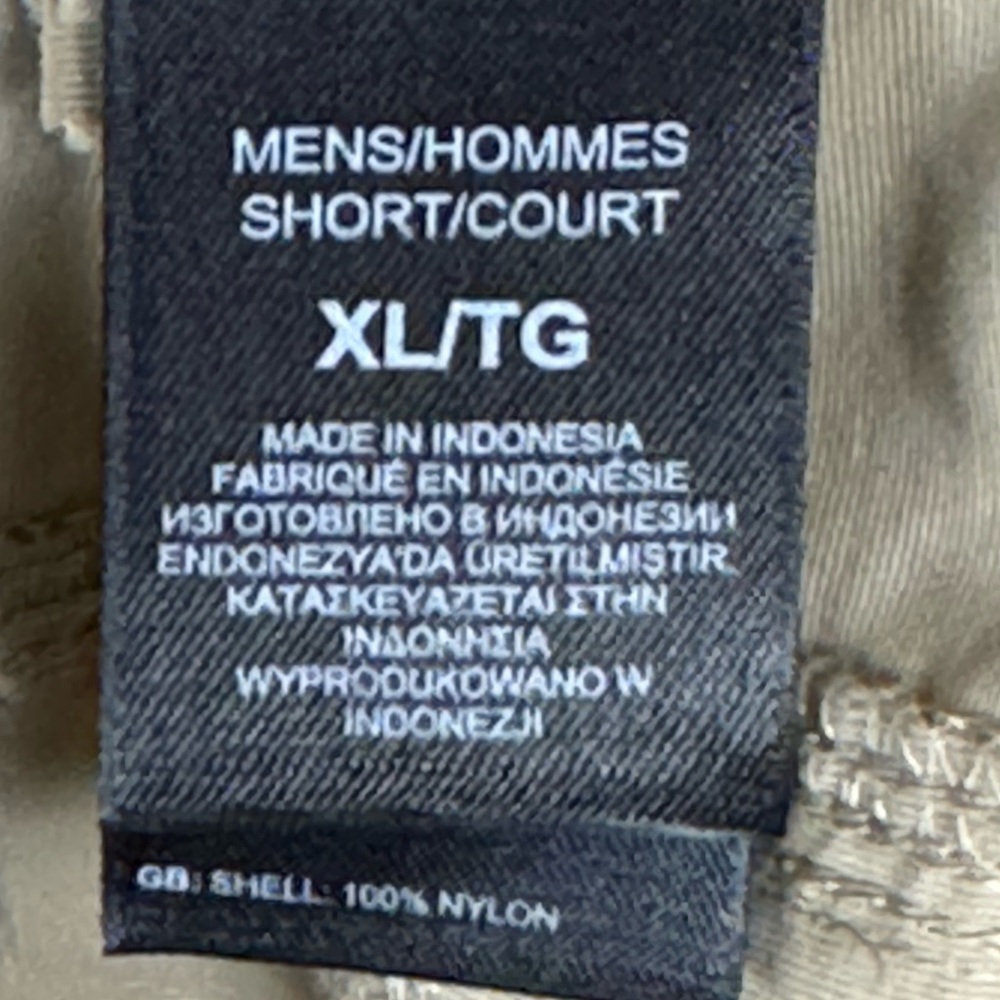 MENS/HOMMES
SHORT/COURT
XL/TG
MADE IN INDONESIA
FABRIQUÉ EN INDONÉSIE
ИЗГОТОВЛЕНО В ИНДОНЕЗИИ
ENDONEZYA'DA ÜRETILMIŞTIR.
ΚΑΤΑΣΚΕΥΑΖΕΤΑΙ ΣΤΗΝ
ΙΝΔΟΝΗΣΙΑ
WYPRODUKOWANO W
INDONEZJI
GB: SHELL: 100% NYLON